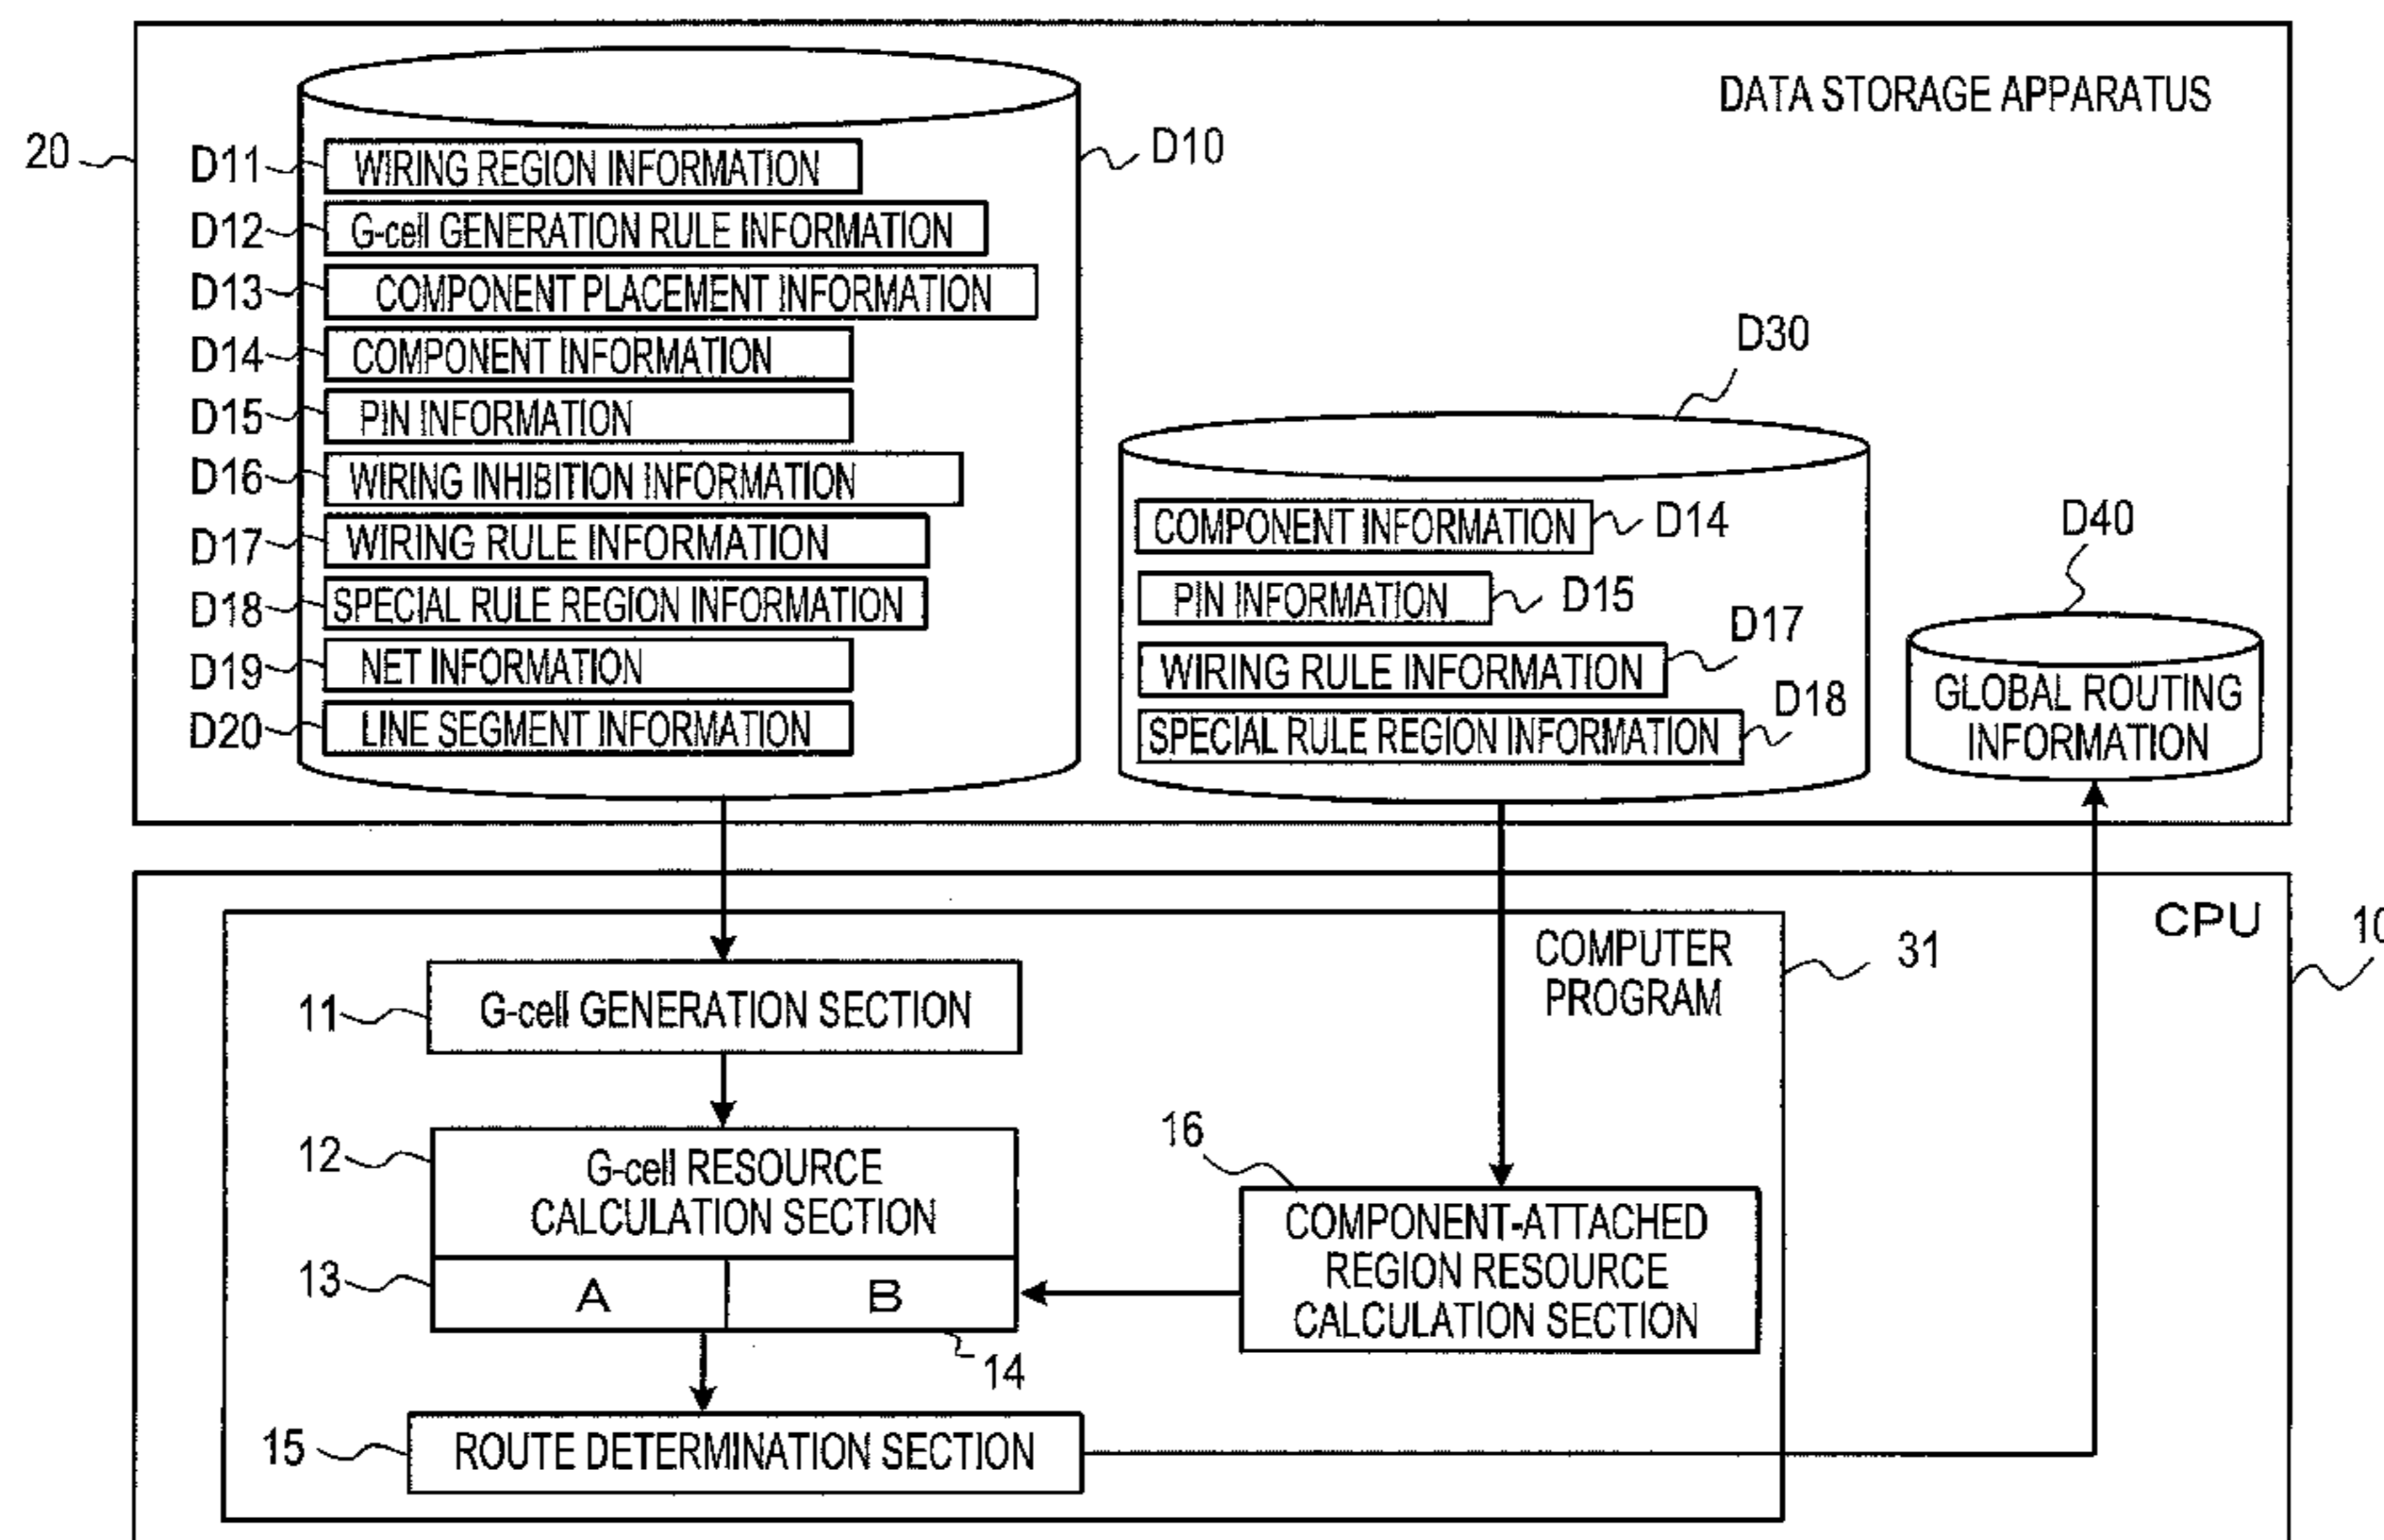 DATA STORAGE APPARATUS
20
D10
D11 WIRING REGION INFORMATION
D12 G-cell GENERATION RULE INFORMATION
D13 COMPONENT PLACEMENT INFORMATION
D14 COMPONENT INFORMATION
D15 PIN INFORMATION
D16 WIRING INHIBITION INFORMATION
D17 WIRING RULE INFORMATION
D18 SPECIAL RULE REGION INFORMATION
D19 NET INFORMATION
D20 LINE SEGMENT INFORMATION
D30
COMPONENT INFORMATION D14
PIN INFORMATION D15
WIRING RULE INFORMATION D17
SPECIAL RULE REGION INFORMATION D18
D40
GLOBAL ROUTING
INFORMATION
CPU
10
COMPUTER
PROGRAM
31
11 G-cell GENERATION SECTION
12 G-cell RESOURCE
CALCULATION SECTION
13 A B
14
16
COMPONENT-ATTACHED
REGION RESOURCE
CALCULATION SECTION
15 ROUTE DETERMINATION SECTION